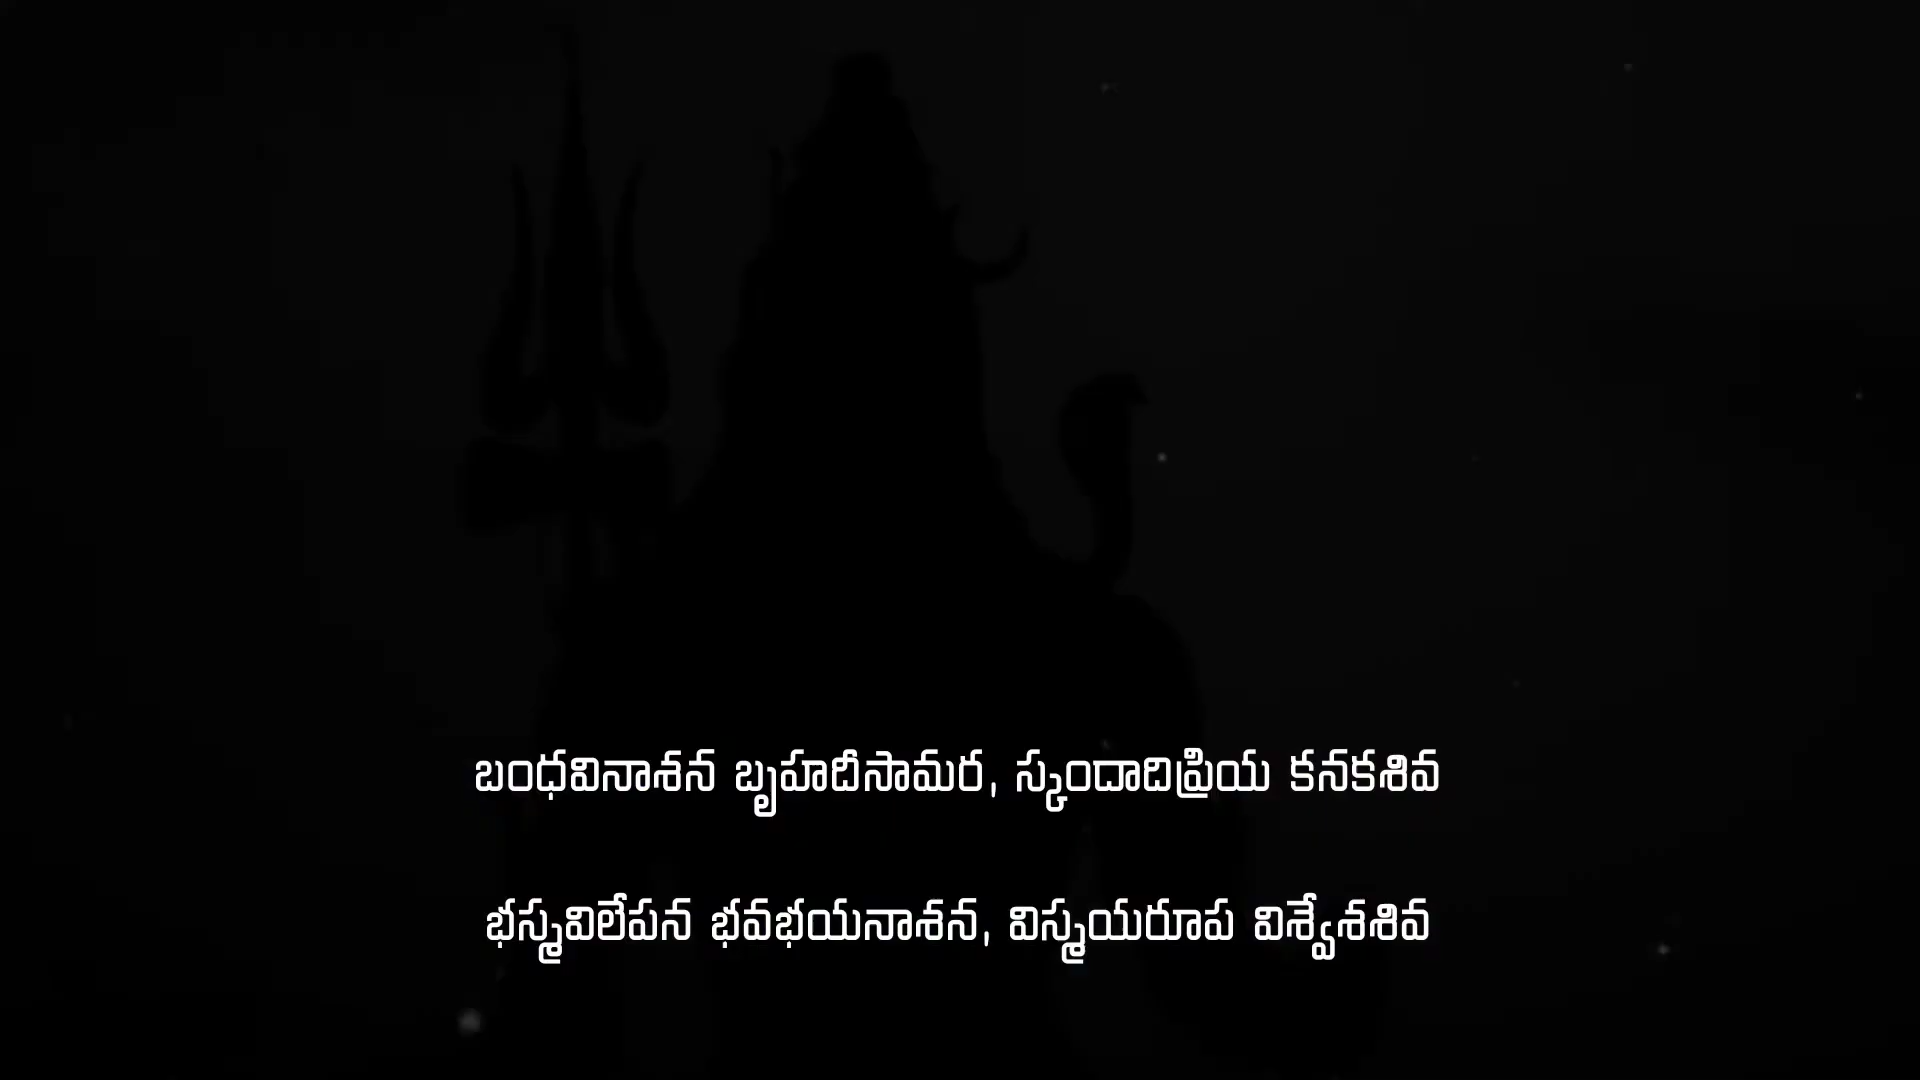 బంధవినాశన బృహదీసామర, స్కందాదిప్రియ కనకశివ
భస్మవిలేపన భవభయనాశన, విస్మయరూప విశ్వేశశివ